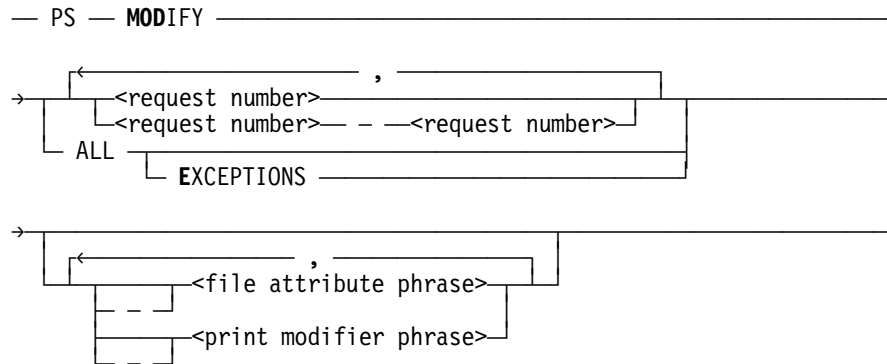 PS — MODIFY
,
<request number>
<request number> — - — <request number>
ALL
EXCEPTIONS
,
<file attribute phrase>
-
<print modifier phrase>
-